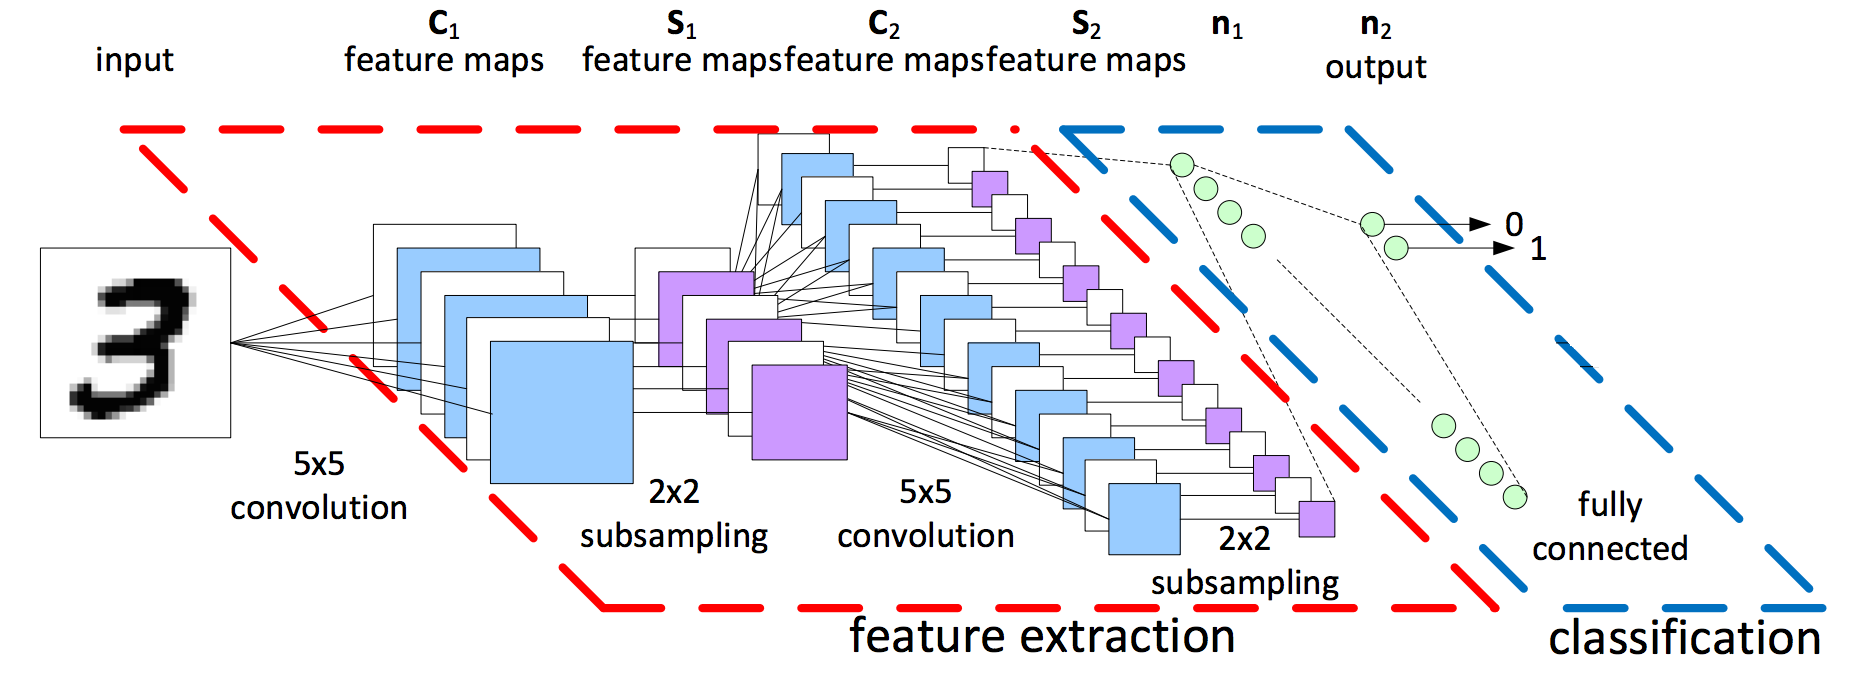 C1
S1
C2
S2
n1
n2
input
feature maps
feature maps
feature maps
feature maps
output
0
1
3
5x5
convolution
2x2
subsampling
5x5
convolution
2x2
subsampling
fully
connected
feature extraction
classification